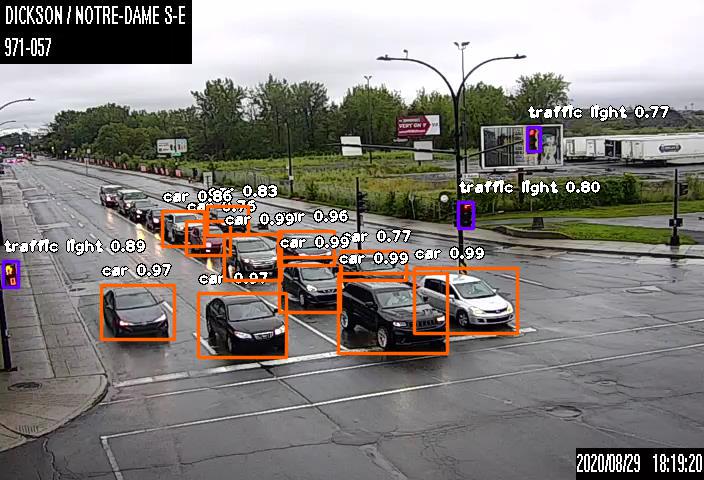 DICKSON / NOTRE-DAME S-E
971-057
traffic light 0.77
traffic light 0.80
car 0.86
0.83
car 0.99
0.96
car 0.99
0.77
car 0.99
car 0.99
traffic light 0.89
car 0.97
car 0.97
2020/08/29 18:19:20